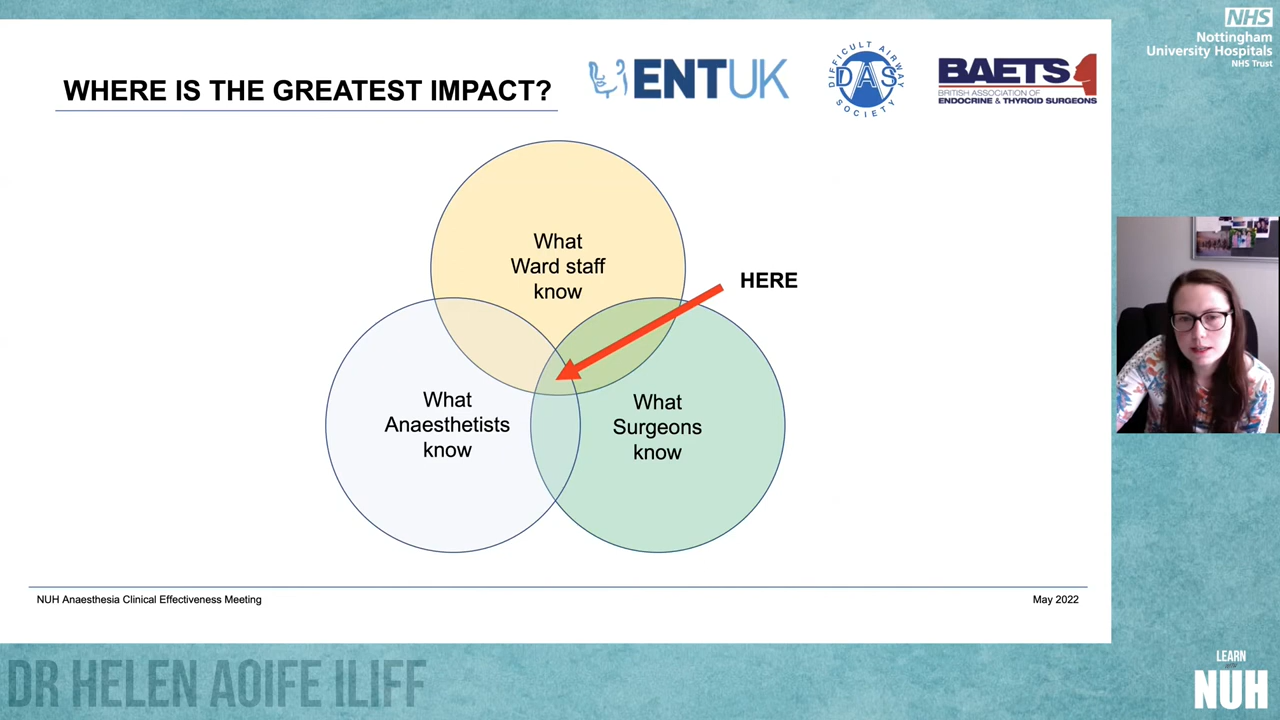 WHERE IS THE GREATEST IMPACT?
ENTUK
DIFFICULT AIRWAY
DAS
SOCIETY
BAETS
BRITISH ASSOCIATION OF
ENDOCRINE & THYROID SURGEONS
NHS
Nottingham
University Hospitals
NHS Trust
What
Ward staff
know
HERE
What
Anaesthetists
know
What
Surgeons
know
NUH Anaesthesia Clinical Effectiveness Meeting
May 2022
DR HELEN AOIFE ILIFF
LEARN
NUH